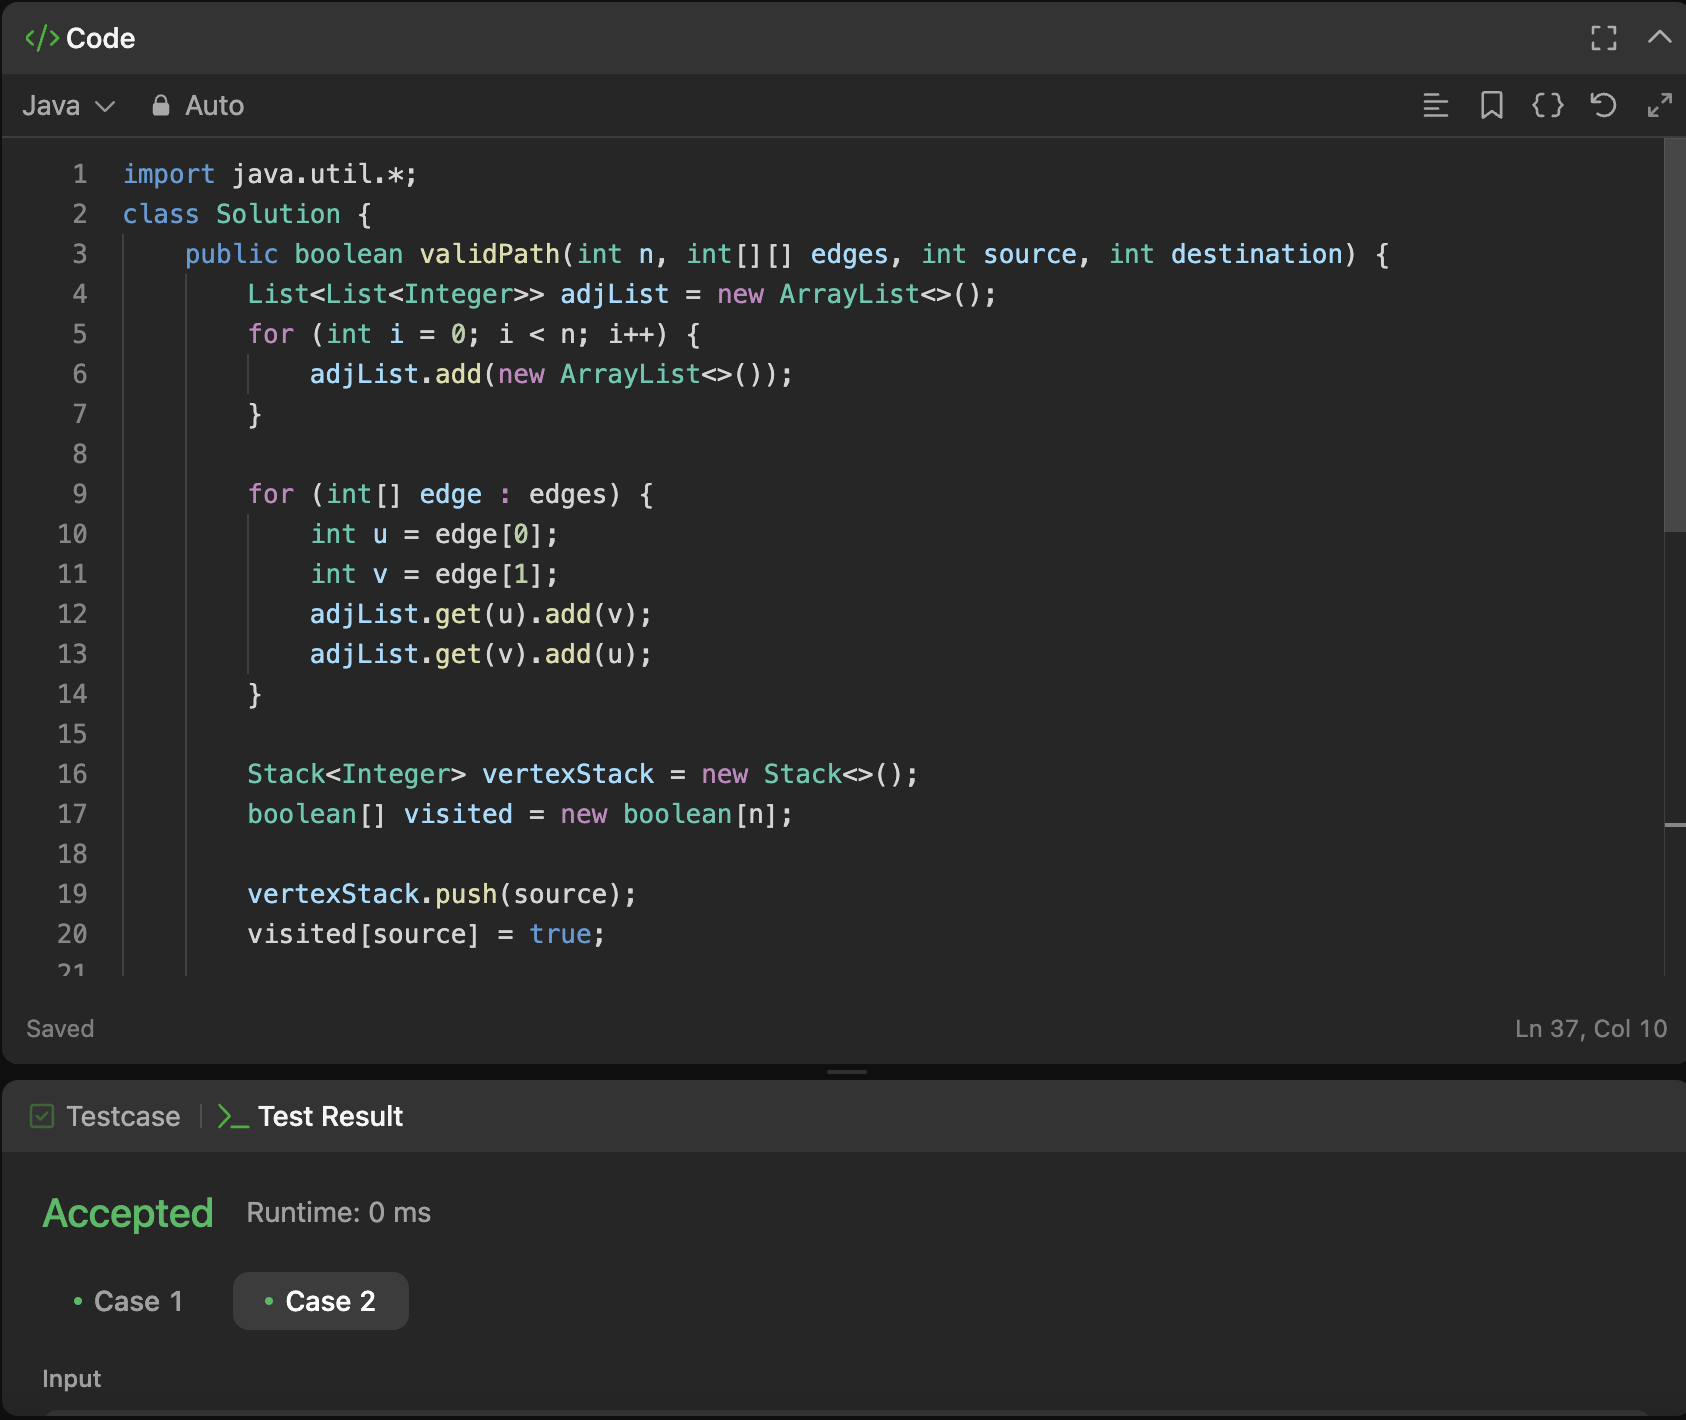 </> Code
Java Auto
1 import java.util.*;
2 class Solution {
3     public boolean validPath(int n, int[][] edges, int source, int destination) {
4         List<List<Integer>> adjList = new ArrayList<>();
5         for (int i = 0; i < n; i++) {
6             adjList.add(new ArrayList<>());
7         }
8
9         for (int[] edge : edges) {
10             int u = edge[0];
11             int v = edge[1];
12             adjList.get(u).add(v);
13             adjList.get(v).add(u);
14         }
15
16         Stack<Integer> vertexStack = new Stack<>();
17         boolean[] visited = new boolean[n];
18
19         vertexStack.push(source);
20         visited[source] = true;
21
Saved Ln 37, Col 10
Testcase | >_ Test Result
Accepted Runtime: 0 ms
• Case 1 • Case 2
Input